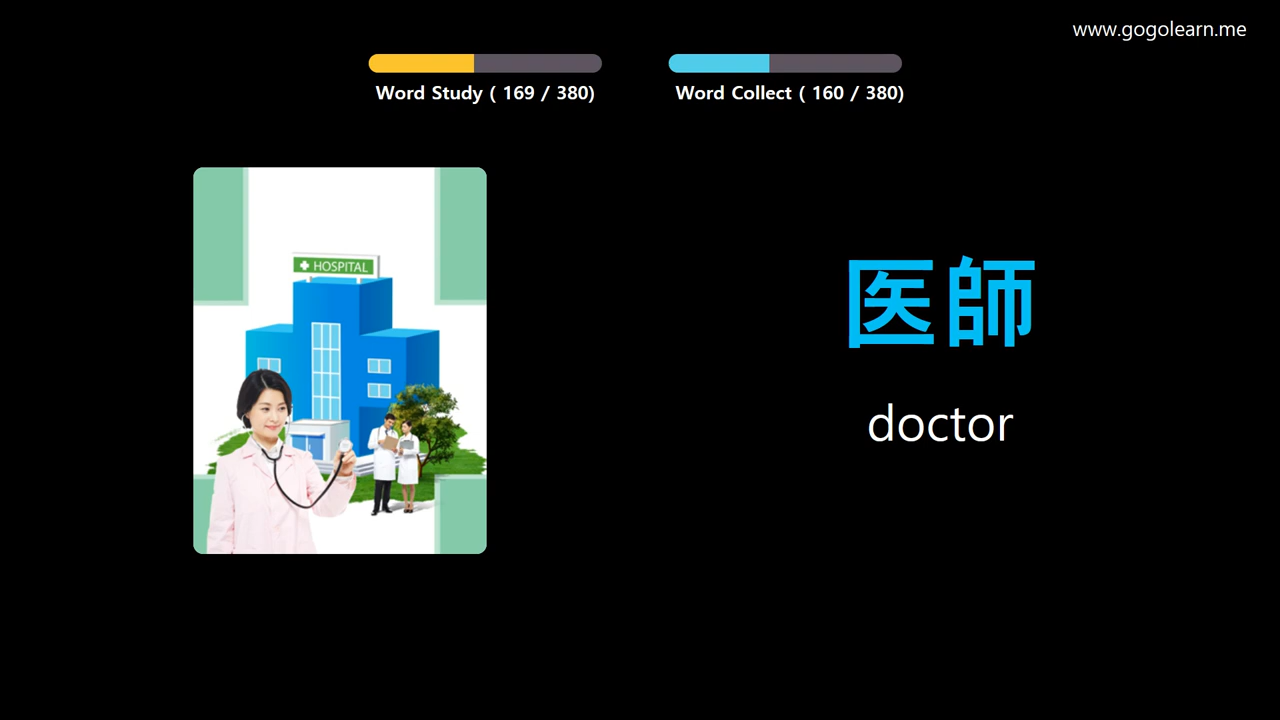 www.gogolearn.me
Word Study ( 169 / 380)
Word Collect ( 160 / 380)
HOSPITAL
医師
doctor